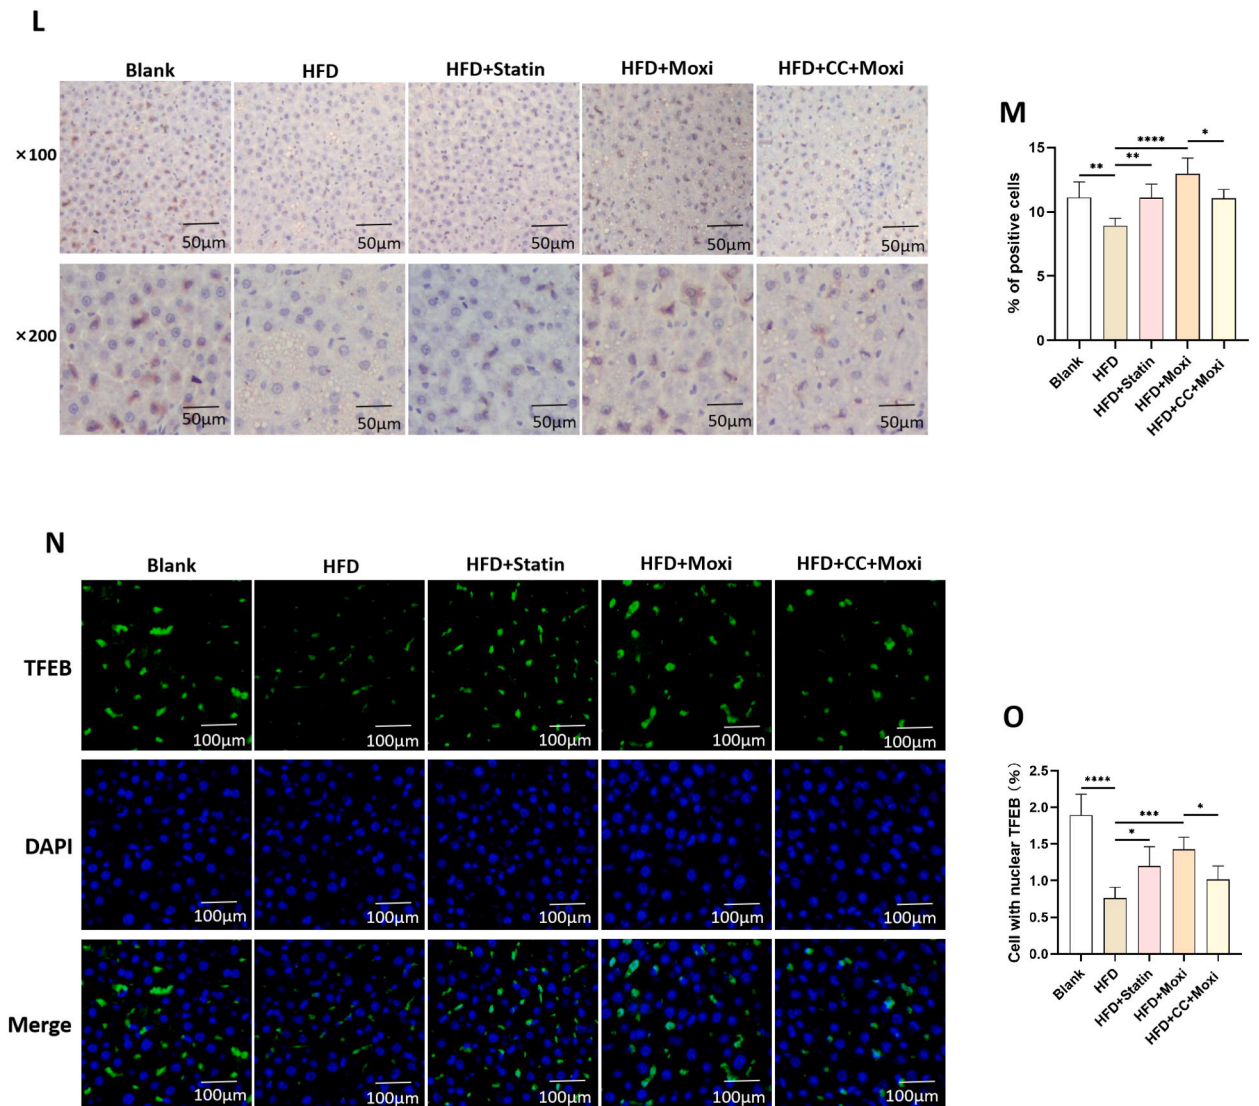 L
Blank HFD HFD+Statin HFD+Moxi HFD+CC+Moxi
×100
50μm 50μm 50μm 50μm 50μm
×200
50μm 50μm 50μm 50μm 50μm
M
% of positive cells
15
10
5
0
** ** **** *
Blank HFD HFD+Statin HFD+Moxi HFD+CC+Moxi
N
Blank HFD HFD+Statin HFD+Moxi HFD+CC+Moxi
TFEB
100μm 100μm 100μm 100μm 100μm
DAPI
100μm 100μm 100μm 100μm 100μm
Merge
100μm 100μm 100μm 100μm 100μm
O
Cell with nuclear TFEB (%)
2.5
2.0
1.5
1.0
0.5
0.0
**** * *** *
Blank HFD HFD+Statin HFD+Moxi HFD+CC+Moxi